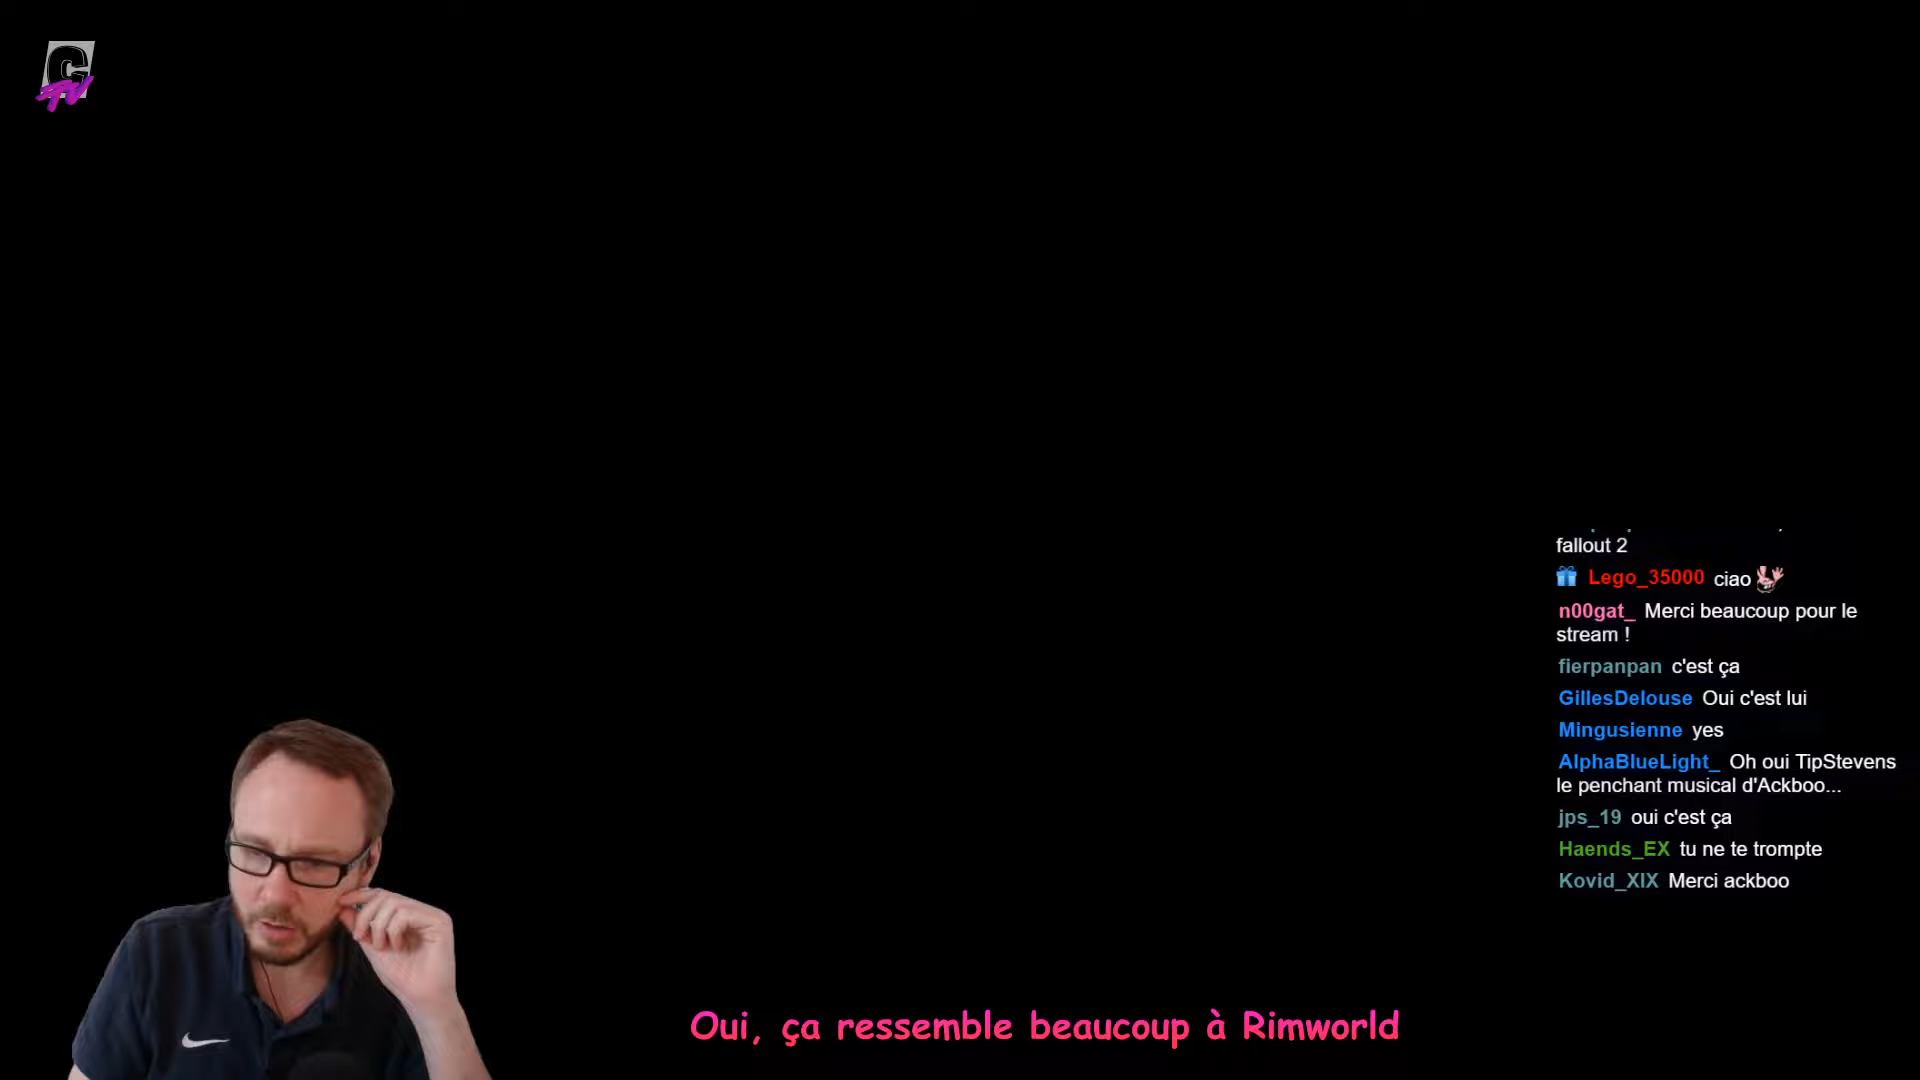 C
TV
fallout 2
Lego_35000 ciao
n00gat_ Merci beaucoup pour le
stream !
fierpanpan c'est ça
GillesDelouse Oui c'est lui
Mingusienne yes
AlphaBlueLight_ Oh oui TipStevens
le penchant musical d'Ackboo...
jps_19 oui c'est ça
Haends_EX tu ne te trompte
Kovid_XIX Merci ackboo
Oui, ça ressemble beaucoup à Rimworld